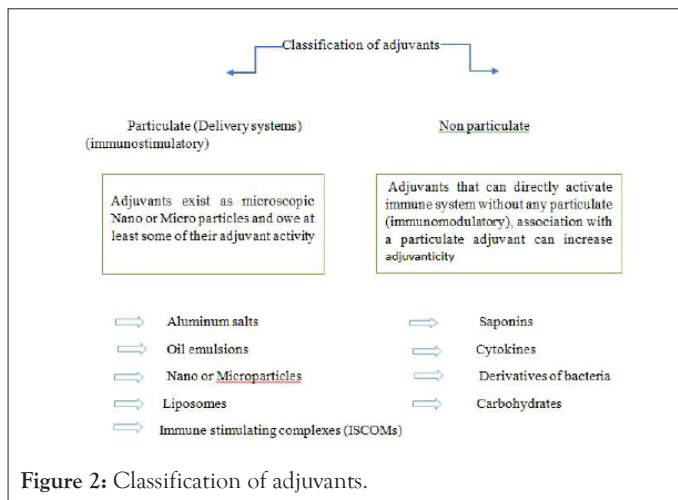 Classification of adjuvants
Particulate (Delivery systems)
(immunostimulatory)
Adjuvants exist as microscopic
Nano or Micro particles and owe at
least some of their adjuvant activity
Aluminum salts
Oil emulsions
Nano or Microparticles
Liposomes
Immune stimulating complexes (ISCOMs)
Non particulate
Adjuvants that can directly activate
immune system without any particulate
(immunomodulatory), association with
a particulate adjuvant can increase
adjuvanticity
Saponins
Cytokines
Derivatives of bacteria
Carbohydrates
Figure 2: Classification of adjuvants.